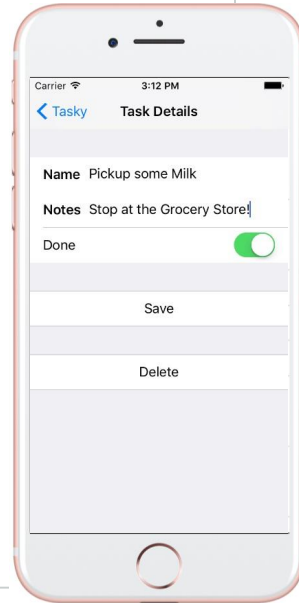 Carrier 3:12 PM
Tasky Task Details
Name Pickup some Milk
Notes Stop at the Grocery Store!
Done
Save
Delete